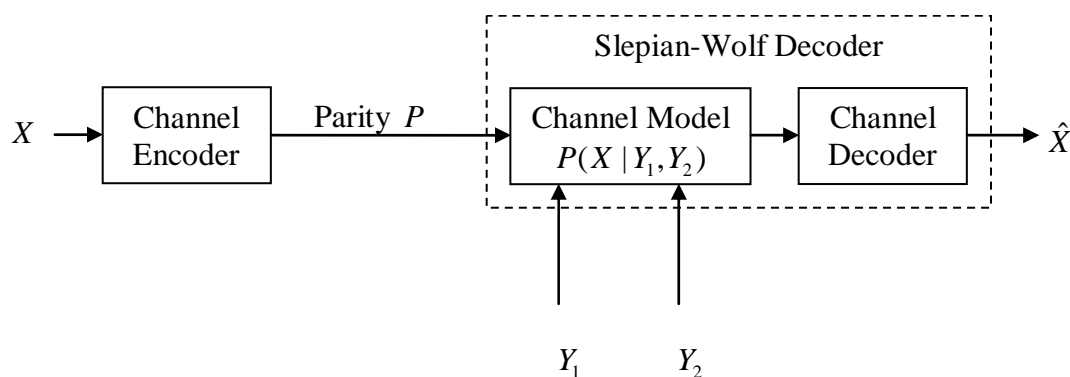 Slepian-Wolf Decoder
X
Channel
Encoder
Parity P
Channel Model
P(X | Y₁, Y₂)
Channel
Decoder
X̂
Y₁
Y₂